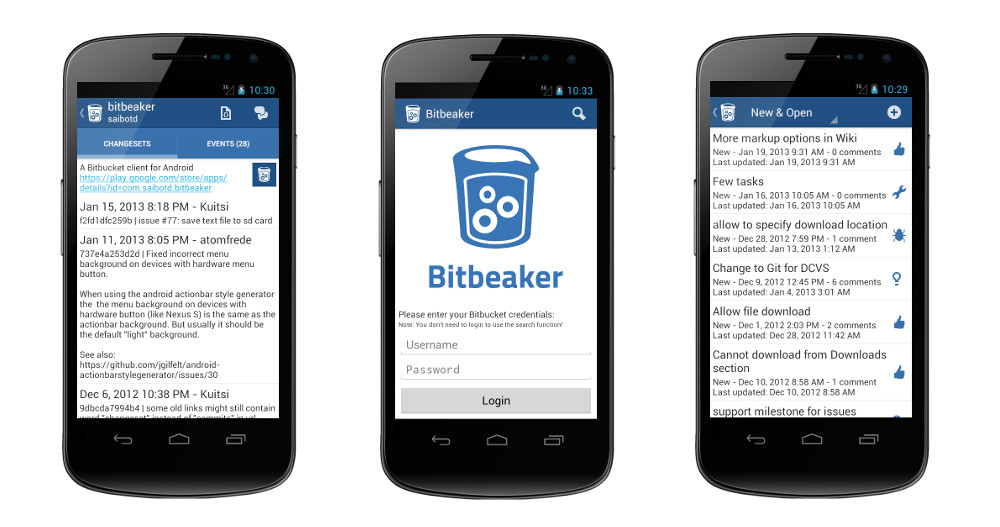 3G 10:30
bitbeaker
saibotd
CHANGESETS EVENTS (28)
A Bitbucket client for Android
https://play.google.com/store/apps/
details?id=com.saibotd.bitbeaker
Jan 15, 2013 8:18 PM - Kuitsi
f2fd1dfc259b | issue #77: save text file to sd card
Jan 11, 2013 8:05 PM - atomfrede
737e4a253d2d | Fixed incorrect menu
background on devices with hardware menu
button.
When using the android actionbar style generator
the  the menu background on devices with
hardware button (like Nexus S) is the same as the
actionbar background. But usually it should be
the default "light" background.
See also:
https://github.com/jgilfelt/android-
actionbarstylegenerator/issues/30
Dec 6, 2012 10:38 PM - Kuitsi
9dbcda7994b4 | some old links might still contain
word "changeset" instead of "commits" in url
3G 10:33
Bitbeaker
Bitbeaker
Please enter your Bitbucket credentials:
Note: You don't need to login to use the search function!
Username
Password
Login
3G 10:29
New & Open
More markup options in Wiki
New - Jan 19, 2013 9:31 AM - 0 comments
Last updated: Jan 19, 2013 9:31 AM
Few tasks
New - Jan 16, 2013 10:05 AM - 0 comments
Last updated: Jan 16, 2013 10:05 AM
allow to specify download location
New - Dec 28, 2012 7:59 PM - 1 comment
Last updated: Jan 13, 2013 1:12 AM
Change to Git for DCVS
New - Dec 9, 2012 12:45 PM - 6 comments
Last updated: Jan 4, 2013 3:01 AM
Allow file download
New - Dec 1, 2012 2:03 PM - 2 comments
Last updated: Dec 28, 2012 11:42 AM
Cannot download from Downloads
section
New - Dec 10, 2012 8:58 AM - 1 comment
Last updated: Dec 10, 2012 8:58 AM
support milestone for issues